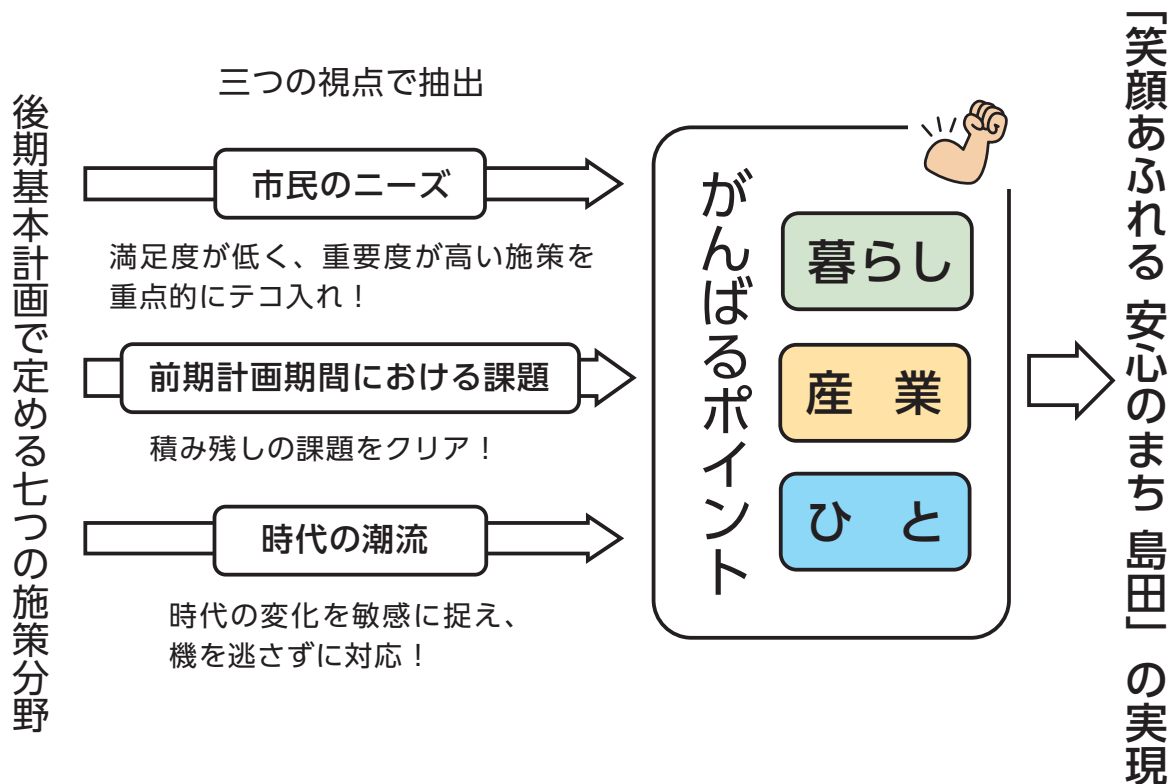 後期基本計画で定める七つの施策分野
三つの視点で抽出
市民のニーズ
満足度が低く、重要度が高い施策を
重点的にテコ入れ！
前期計画期間における課題
積み残しの課題をクリア！
時代の潮流
時代の変化を敏感に捉え、
機を逃さずに対応！
がんばるポイント
暮らし
産　業
ひ　と
「笑顔あふれる 安心のまち 島田」の実現